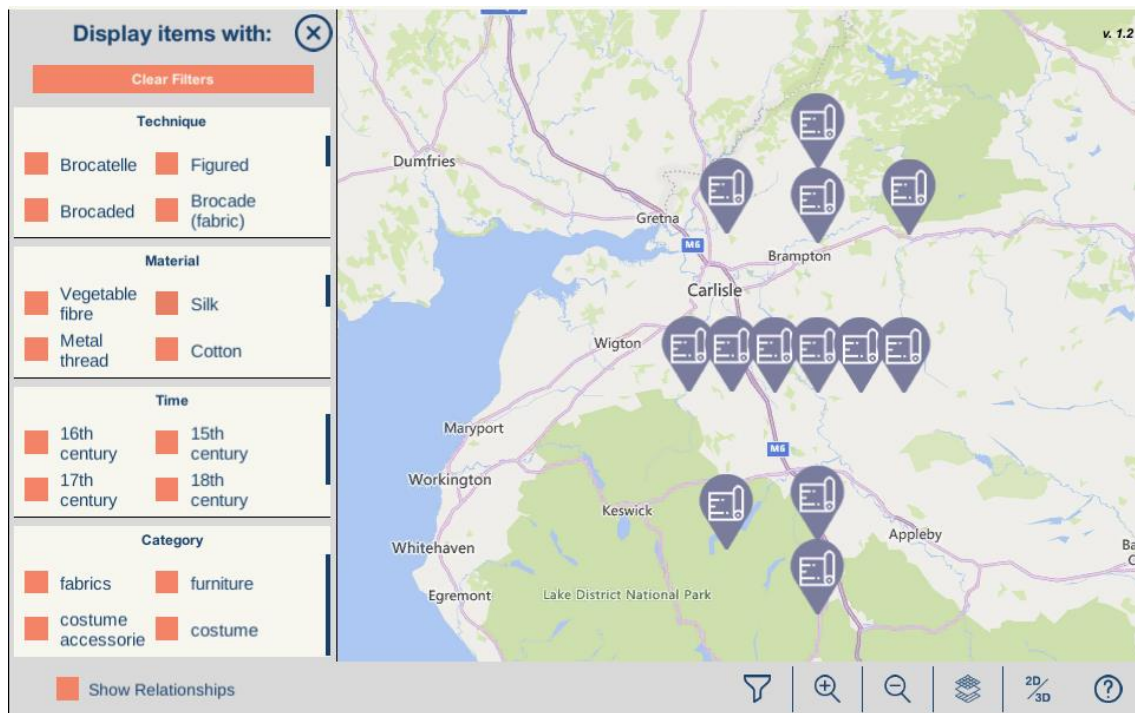 Display items with:
Clear Filters
Technique
Brocatelle
Figured
Brocaded
Brocade
(fabric)
Material
Vegetable
fibre
Silk
Metal
thread
Cotton
Time
16th
century
15th
century
17th
century
18th
century
Category
fabrics
furniture
costume
accessorie
costume
Show Relationships
v. 1.2
Dumfries
Gretna
M6
Brampton
Carlisle
Wigton
Maryport
M6
Workington
Keswick
Appleby
Whitehaven
Egremont
Lake District National Park
2D/
3D
?